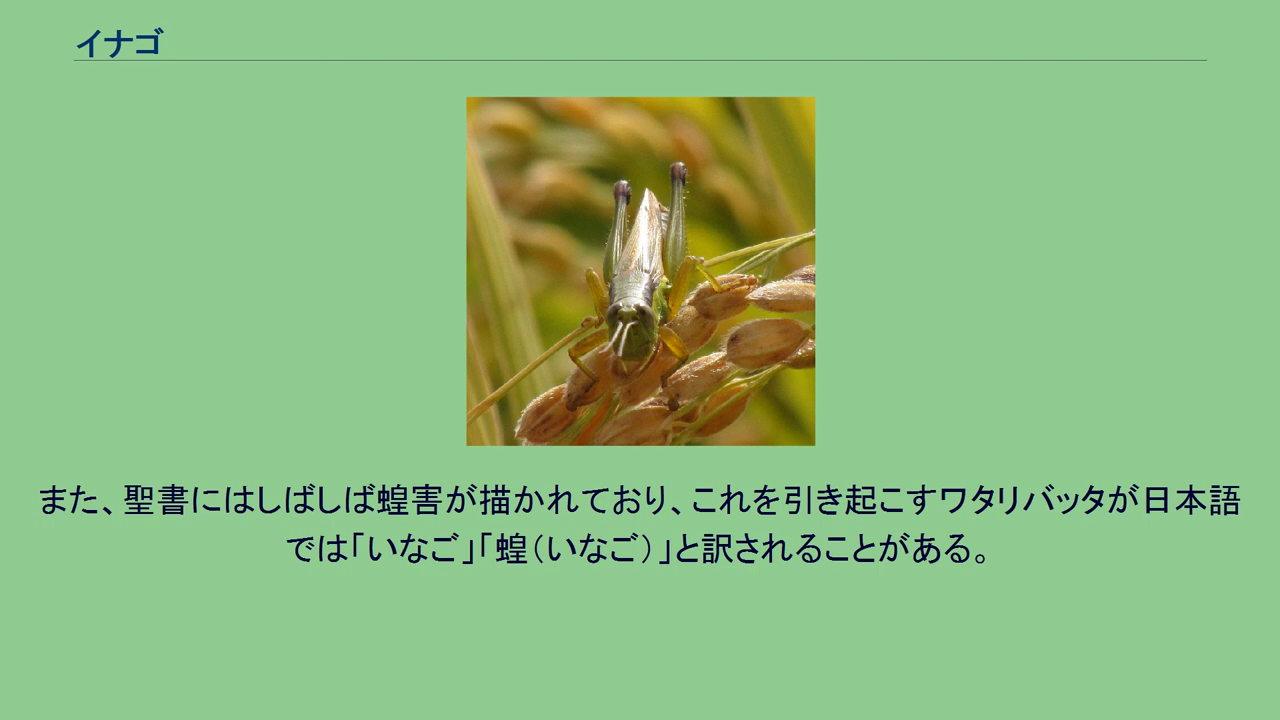 イナゴ
また、聖書にはしばしば蝗害が描かれており、これを引き起こすワタリバッタが日本語
では「いなご」「蝗（いなご）」と訳されることがある。